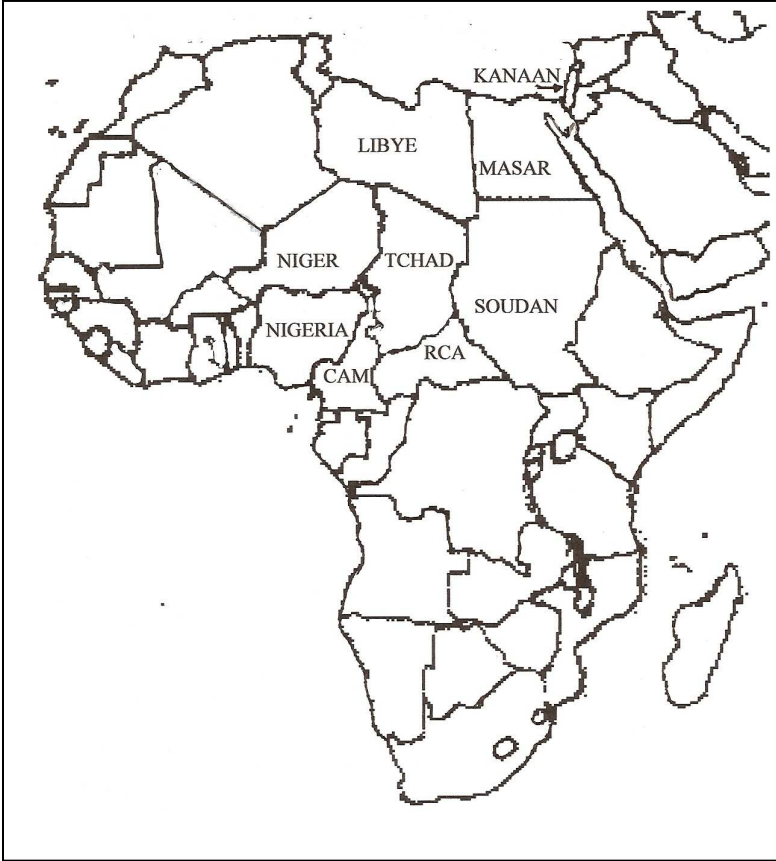 KANAAN
LIBYE
MASAR
NIGER
TCHAD
SOUDAN
NIGERIA
RCA
CAM